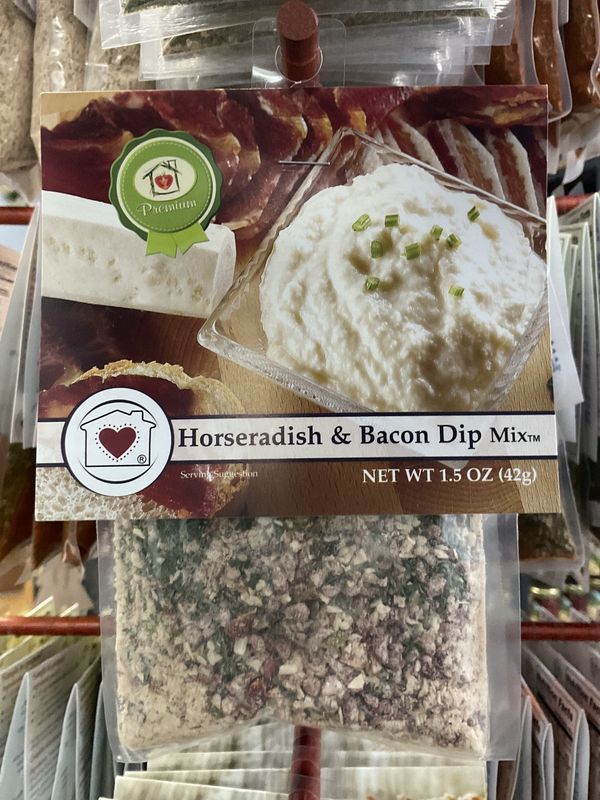 Premium
Horseradish & Bacon Dip Mix™
®
Serving Suggestion
NET WT 1.5 OZ (42g)